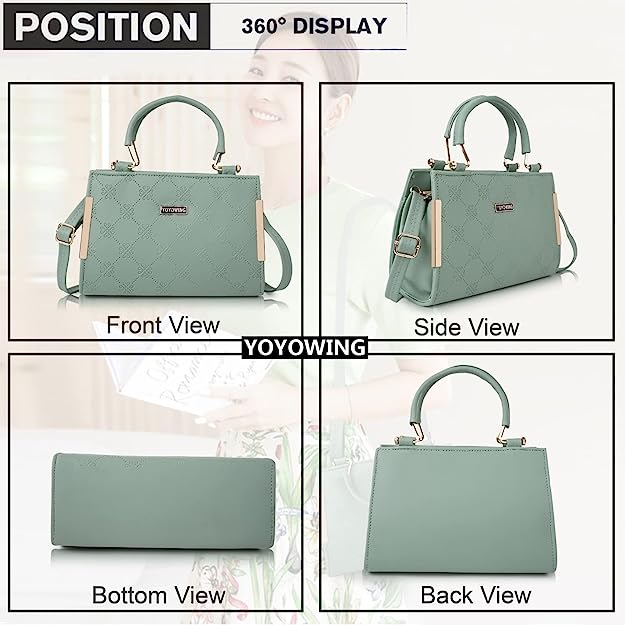 POSITION
360° DISPLAY
YOYOWING
Front View
Side View
YOYOWING
Bottom View
Back View